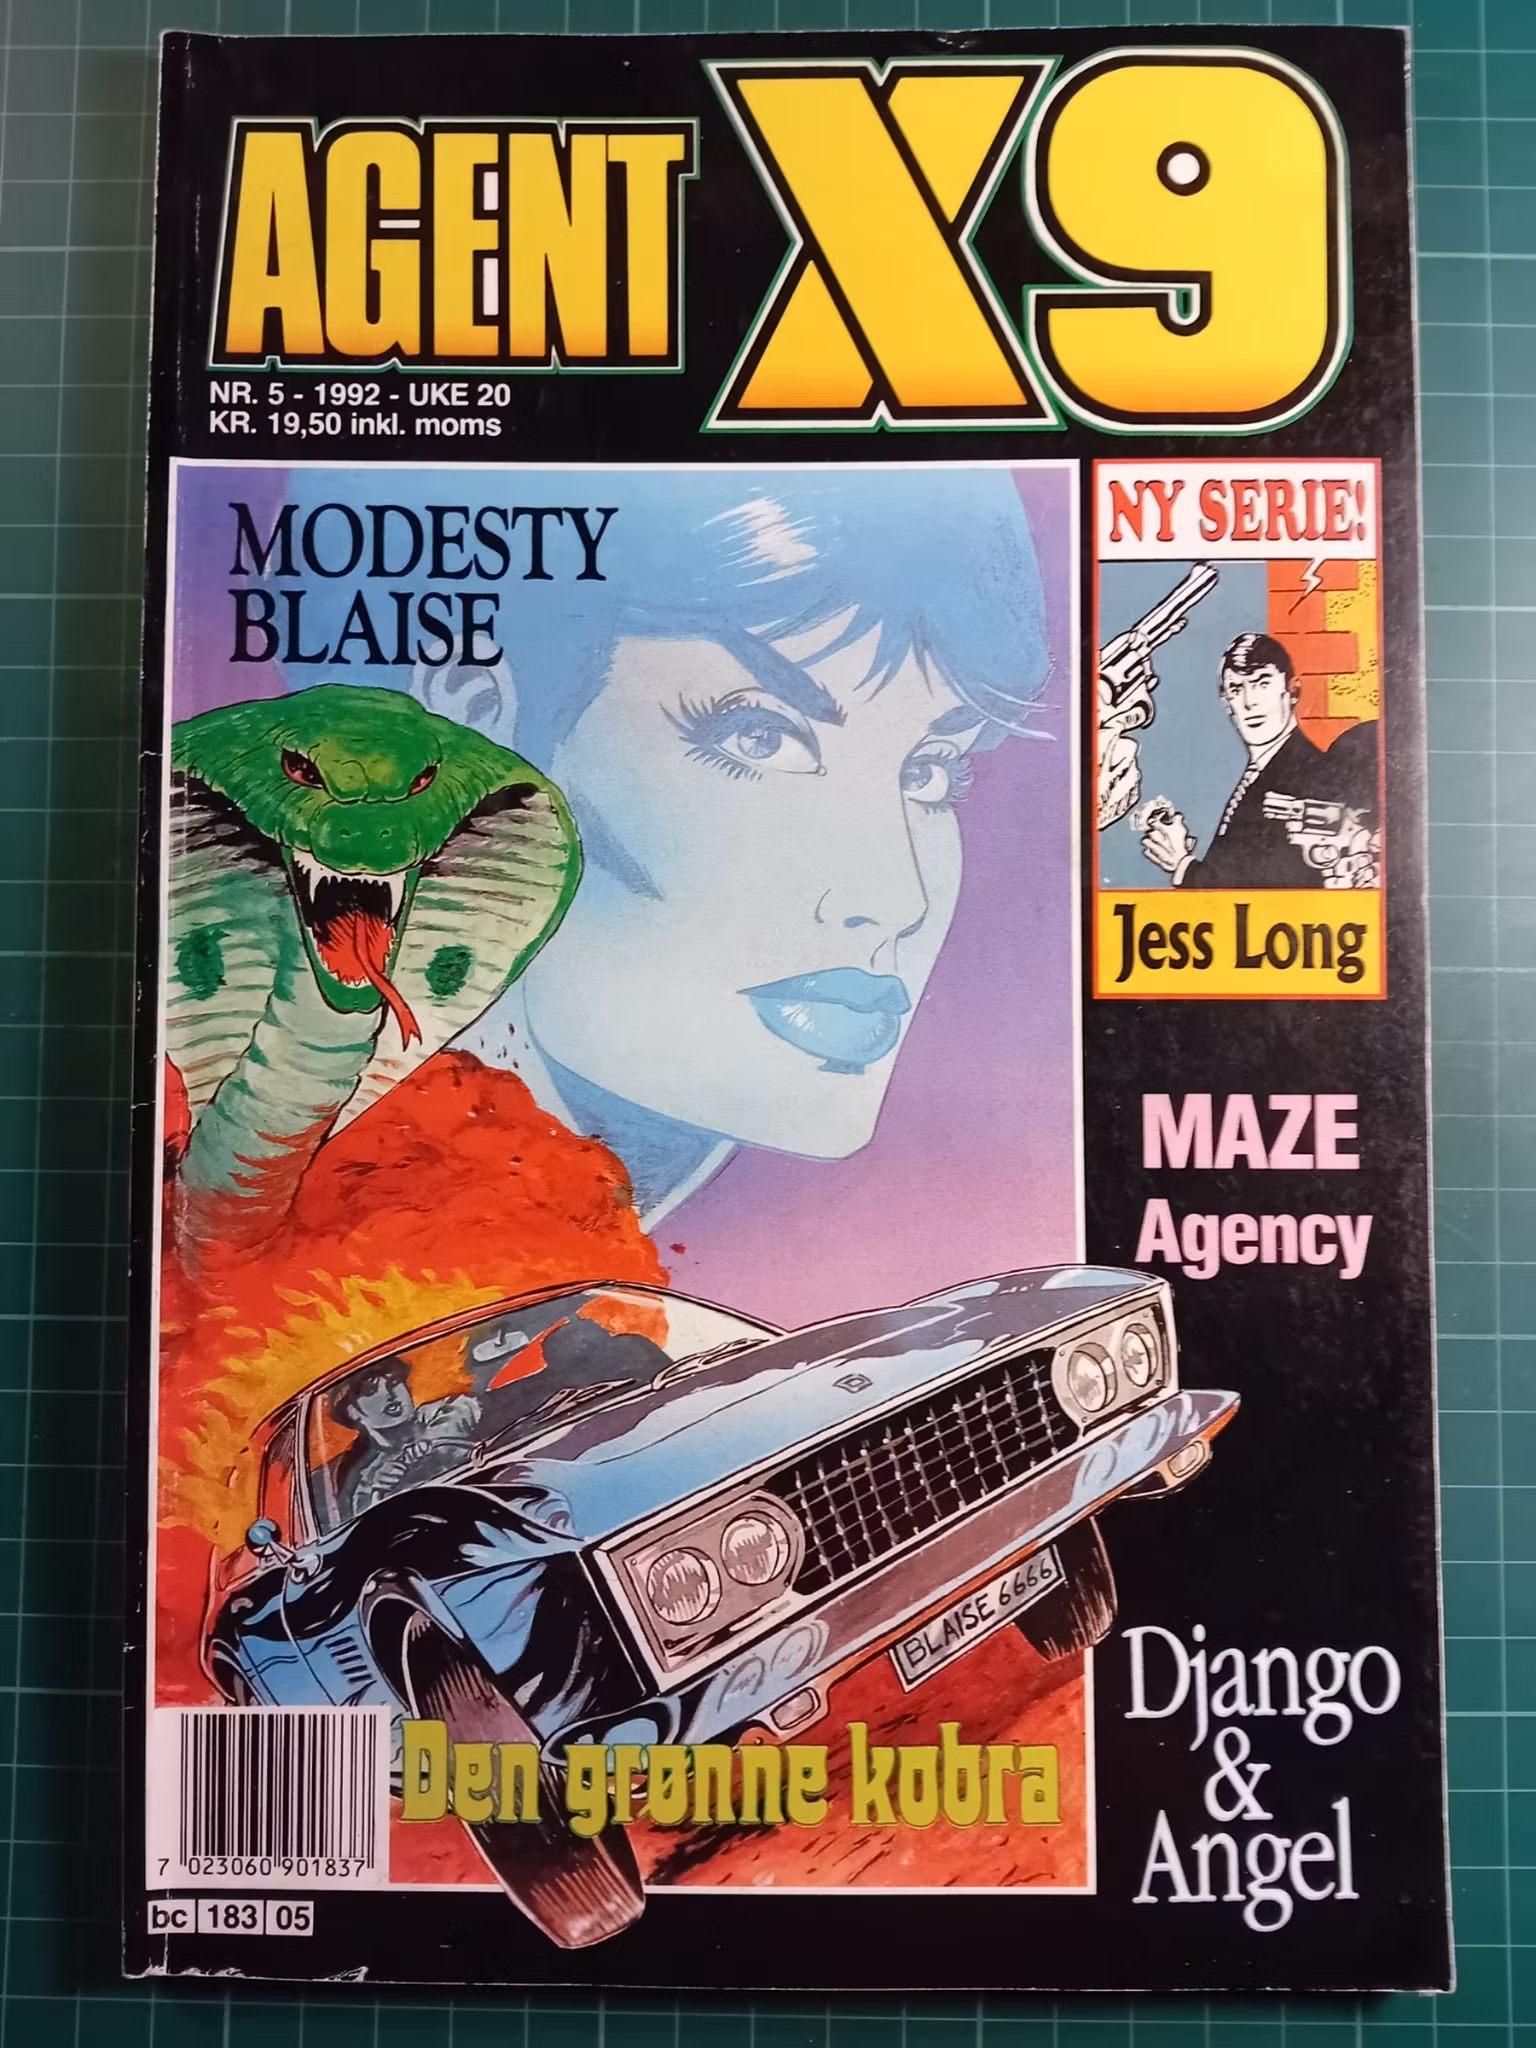 AGENT X9
NR. 5 - 1992 - UKE 20
KR. 19,50 inkl. moms
MODESTY
BLAISE
NY SERIE!
Jess Long
MAZE
Agency
BLAISE 6666
Den grønne kobra
Django
&
Angel
7 023060 901837
bc 183 05